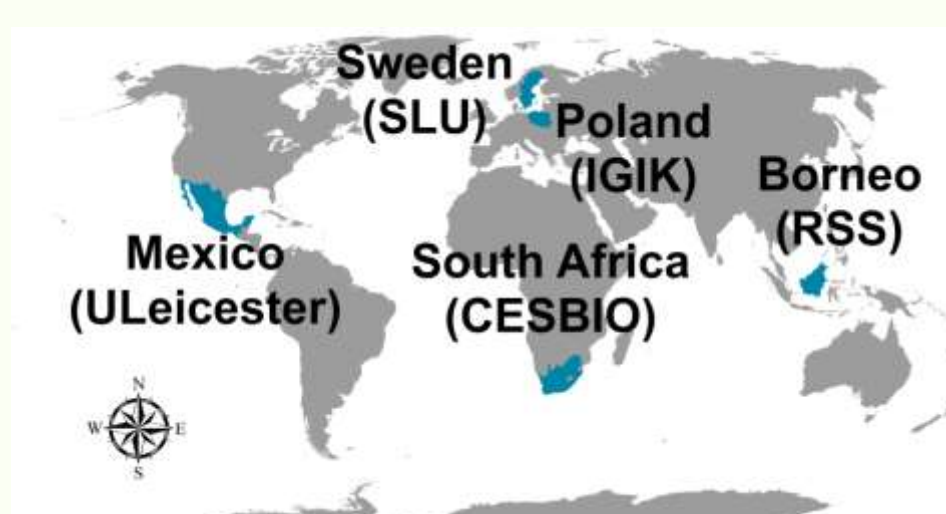 Sweden
(SLU)
Poland
(IGIK)
Borneo
(RSS)
Mexico
(ULeicester)
South Africa
(CESBIO)
N
W
E
S